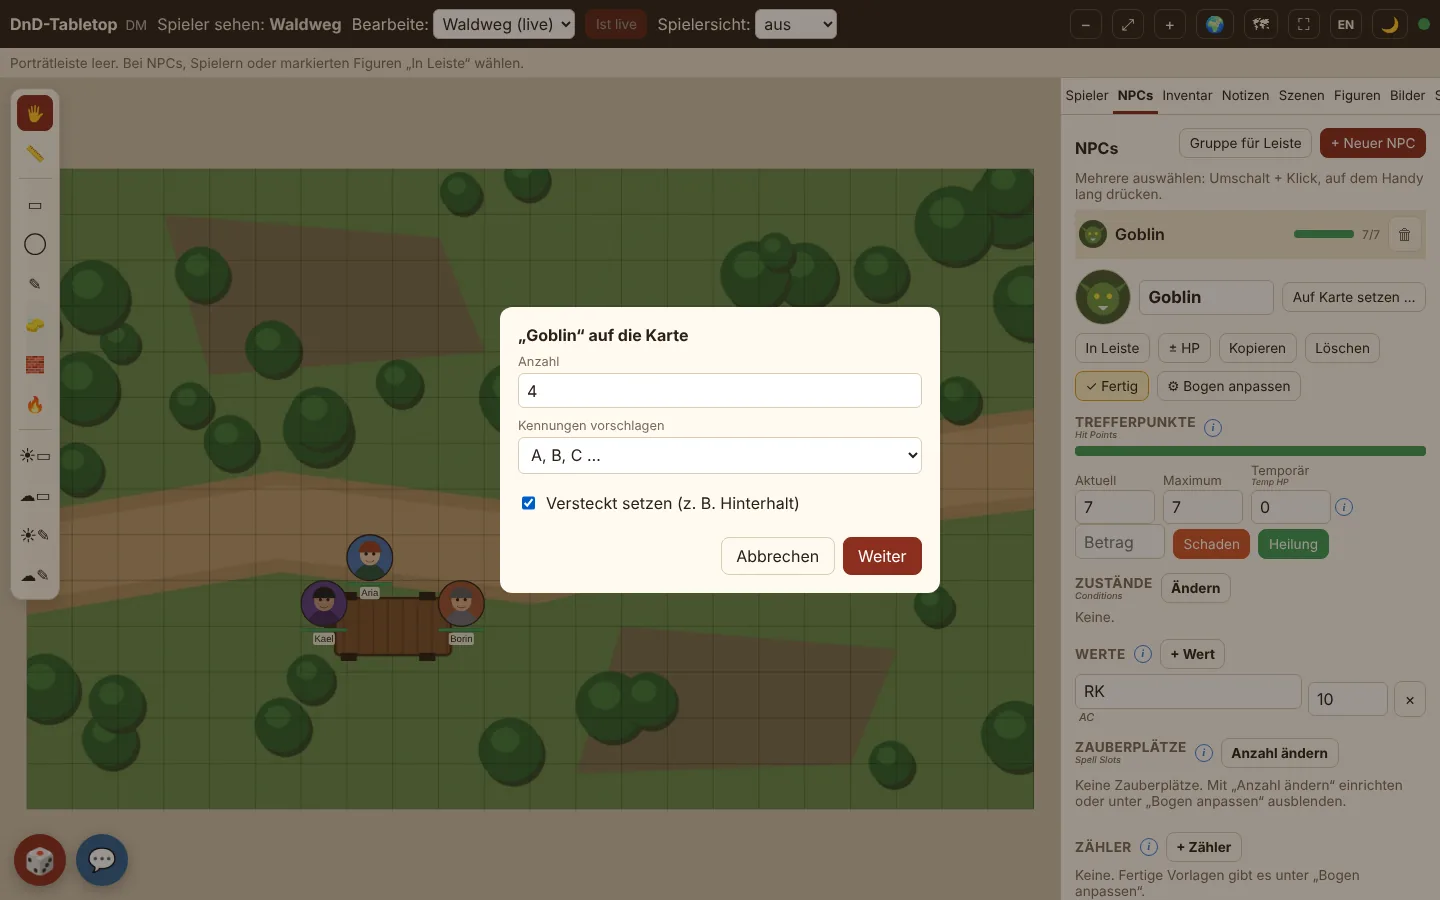 DnD-Tabletop DM Spieler sehen: Waldweg Bearbeite: Waldweg (live) Ist live Spielersicht: aus − + EN
Porträtleiste leer. Bei NPCs, Spielern oder markierten Figuren „In Leiste“ wählen.
Spieler NPCs Inventar Notizen Szenen Figuren Bilder S
NPCs Gruppe für Leiste + Neuer NPC
Mehrere auswählen: Umschalt + Klick, auf dem Handy
lang drücken.
Goblin 7/7
Goblin Auf Karte setzen ...
In Leiste ± HP Kopieren Löschen
✓ Fertig ⚙ Bogen anpassen
TREFFERPUNKTE i
Hit Points
Aktuell Maximum Temporär
Temp HP
7 7 0 i
Betrag Schaden Heilung
ZUSTÄNDE Ändern
Conditions
Keine.
WERTE i + Wert
RK 10 ×
AC
ZAUBERPLÄTZE i Anzahl ändern
Spell Slots
Keine Zauberplätze. Mit „Anzahl ändern“ einrichten
oder unter „Bogen anpassen“ ausblenden.
ZÄHLER i + Zähler
Keine. Fertige Vorlagen gibt es unter „Bogen
anpassen“.
„Goblin“ auf die Karte
Anzahl
4
Kennungen vorschlagen
A, B, C ...
Versteckt setzen (z. B. Hinterhalt)
Abbrechen Weiter
Aria
Kael Borin